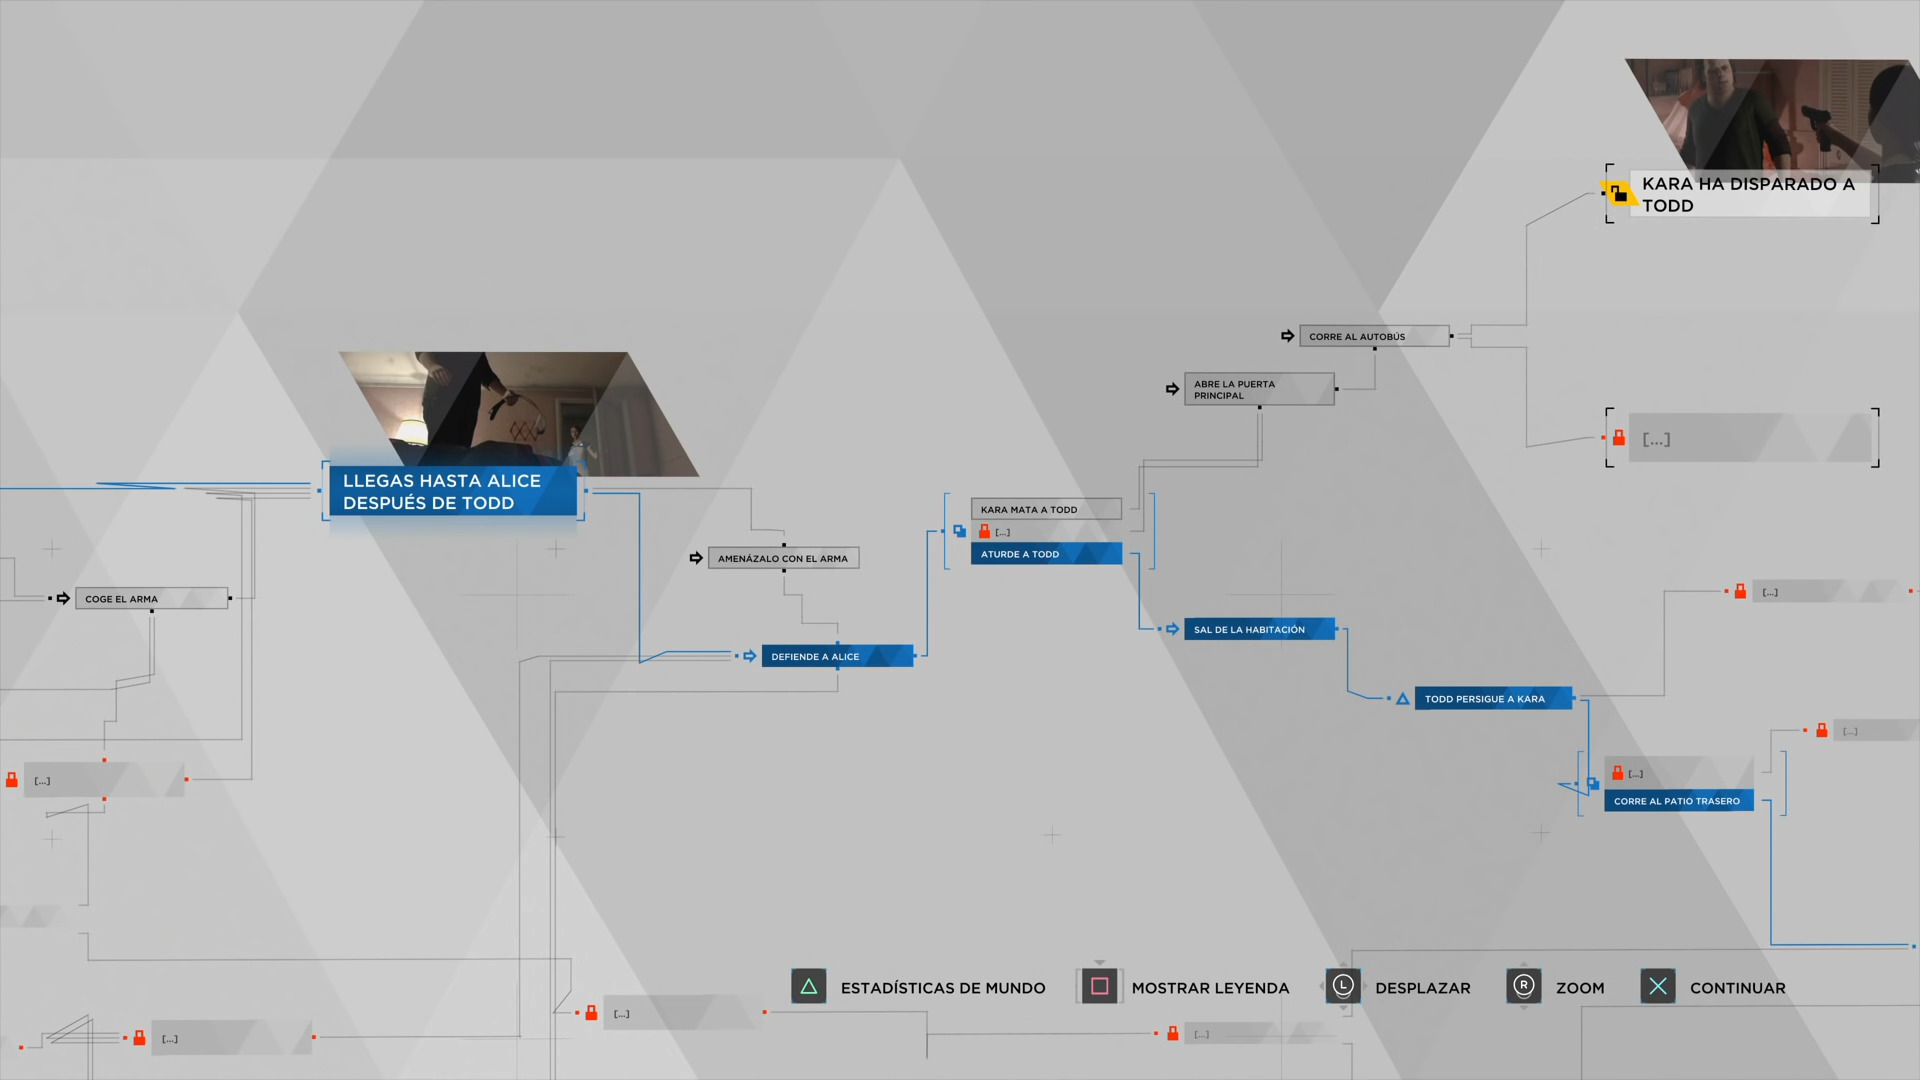 KARA HA DISPARADO A
TODD
CORRE AL AUTOBÚS
ABRE LA PUERTA
PRINCIPAL
[...]
LLEGAS HASTA ALICE
DESPUÉS DE TODD
KARA MATA A TODD
[...]
ATURDE A TODD
AMENÁZALO CON EL ARMA
COGE EL ARMA
[...]
SAL DE LA HABITACIÓN
DEFIENDE A ALICE
TODD PERSIGUE A KARA
[...]
[...]
[...]
CORRE AL PATIO TRASERO
ESTADÍSTICAS DE MUNDO
MOSTRAR LEYENDA
L
DESPLAZAR
R
ZOOM
CONTINUAR
[...]
[...]
[...]